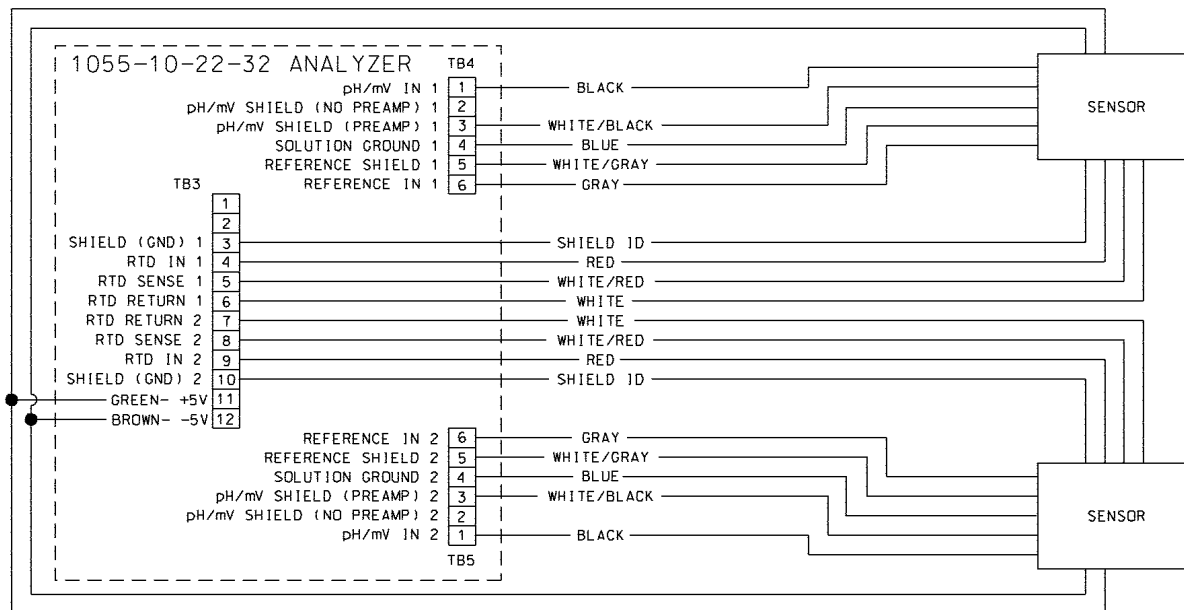 1055-10-22-32 ANALYZER TB4
pH/mV IN 1 1 BLACK
pH/mV SHIELD (NO PREAMP) 1 2
pH/mV SHIELD (PREAMP) 1 3 WHITE/BLACK
SOLUTION GROUND 1 4 BLUE
REFERENCE SHIELD 1 5 WHITE/GRAY
REFERENCE IN 1 6 GRAY
SENSOR
TB3
1
2
SHIELD (GND) 1 3 SHIELD ID
RTD IN 1 4 RED
RTD SENSE 1 5 WHITE/RED
RTD RETURN 1 6 WHITE
RTD RETURN 2 7 WHITE
RTD SENSE 2 8 WHITE/RED
RTD IN 2 9 RED
SHIELD (GND) 2 10 SHIELD ID
GREEN- +5V 11
BROWN- -5V 12
REFERENCE IN 2 6 GRAY
REFERENCE SHIELD 2 5 WHITE/GRAY
SOLUTION GROUND 2 4 BLUE
pH/mV SHIELD (PREAMP) 2 3 WHITE/BLACK
pH/mV SHIELD (NO PREAMP) 2 2
pH/mV IN 2 1 BLACK
TB5
SENSOR